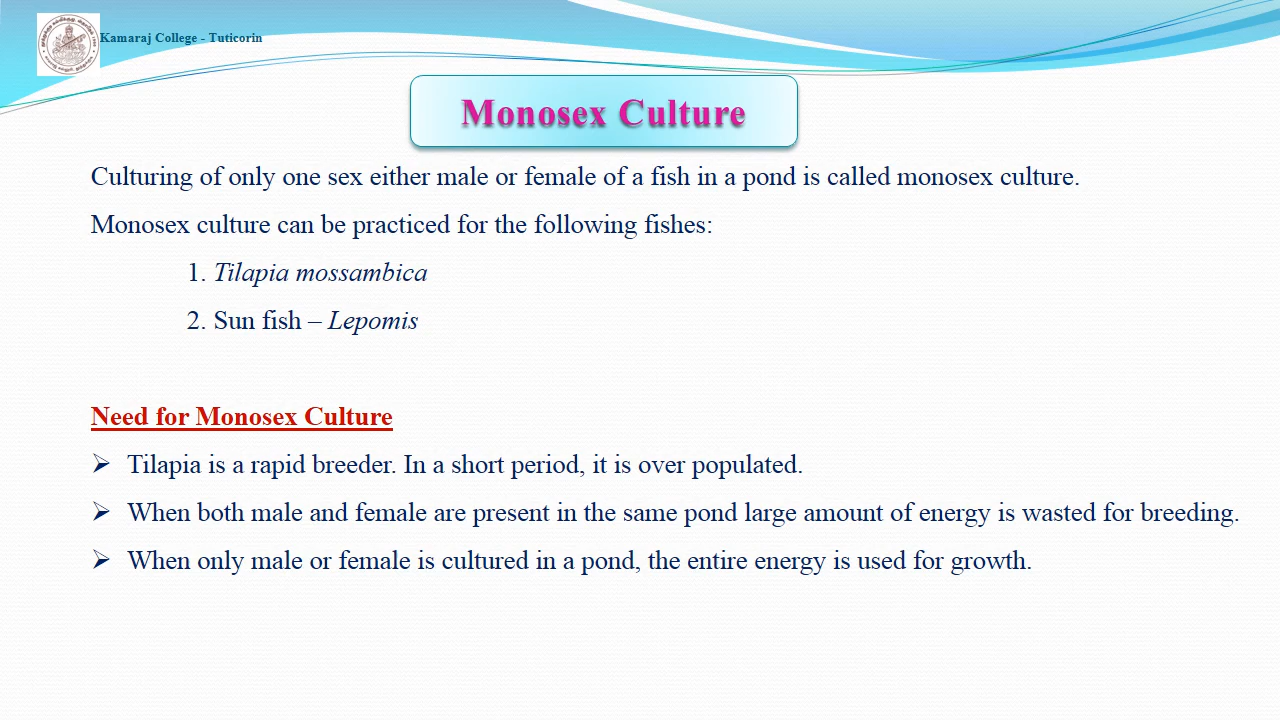 Kamaraj College - Tuticorin
Monosex Culture
Culturing of only one sex either male or female of a fish in a pond is called monosex culture.
Monosex culture can be practiced for the following fishes:
1. Tilapia mossambica
2. Sun fish – Lepomis
Need for Monosex Culture
➢ Tilapia is a rapid breeder. In a short period, it is over populated.
➢ When both male and female are present in the same pond large amount of energy is wasted for breeding.
➢ When only male or female is cultured in a pond, the entire energy is used for growth.